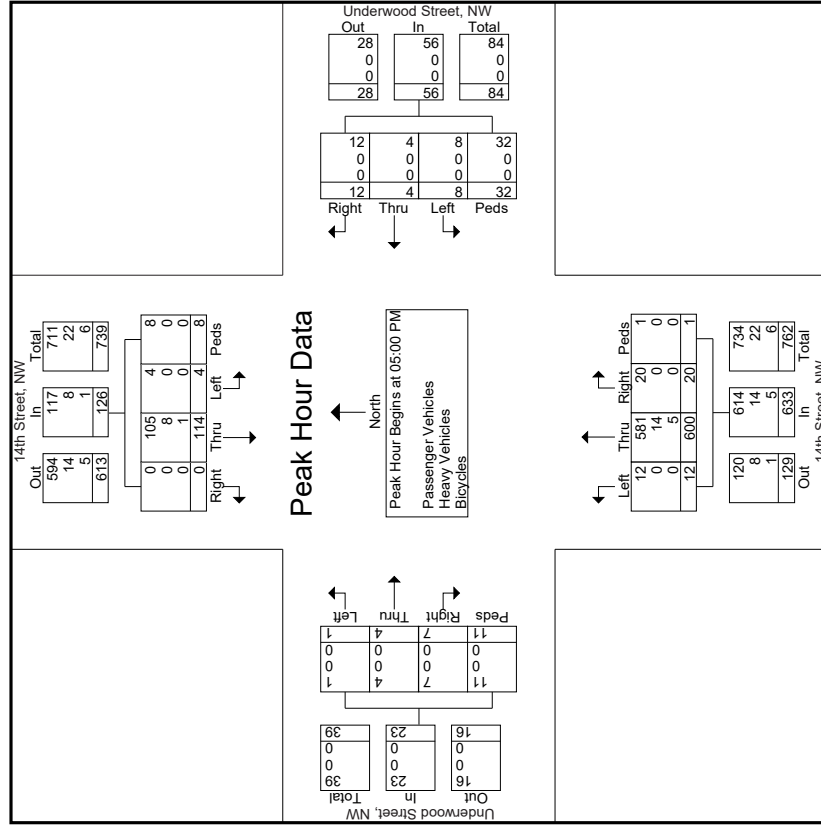 Underwood Street, NW
Out In Total
28 56 84
0 0 0
0 0 0
28 56 84
12 4 8 32
0 0 0 0
0 0 0 0
12 4 8 32
Right Thru Left Peds
14th Street, NW
Out In Total
594 117 711
14 8 22
5 1 6
613 126 739
0 105 4 8
0 8 0 0
0 1 0 0
0 114 4 8
Right Thru Left Peds
Peak Hour Data
North
Peak Hour Begins at 05:00 PM
Passenger Vehicles
Heavy Vehicles
Bicycles
Left Thru Right Peds
12 581 20 1
0 14 0 0
0 5 0 0
12 600 20 1
120 614 734
8 14 22
1 5 6
129 633 762
Out In Total
14th Street, NW
Peds Right Thru Left
11 7 4 1
0 0 0 0
0 0 0 0
11 7 4 1
16 23 39
0 0 0
0 0 0
16 23 39
Out In Total
Underwood Street, NW